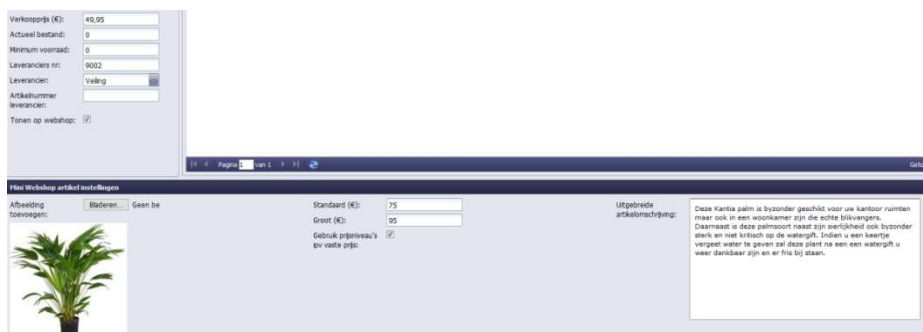 Verkoopprijs (€): 49,95
Actueel bestand: 0
Minimum voorraad: 0
Leveranciers nr: 9002
Leverancier: Veiling
Artikelnummer
leverancier:
Tonen op webshop:
Pagina 1 van 1
Geta
Mini Webshop artikel instellingen
Afbeelding
toevoegen:
Bladeren... Geen be
Standaard (€): 75
Groot (€): 95
Gebruik prijsniveau's
ipv vaste prijs:
Uitgebreide
artikelomschrijving:
Deze Kantia palm is byzonder geschikt voor uw kantoor ruimten
maar ook in een woonkamer zijn die echte blikvangers.
Daarnaast is deze palmsoort naast zijn sierlijkheid ook byzonder
sterk en niet kritisch op de watergift. Indien u een keertje
vergeet water te geven zal deze plant na een een watergift u
weer dankbaar zijn en er fris bij staan.